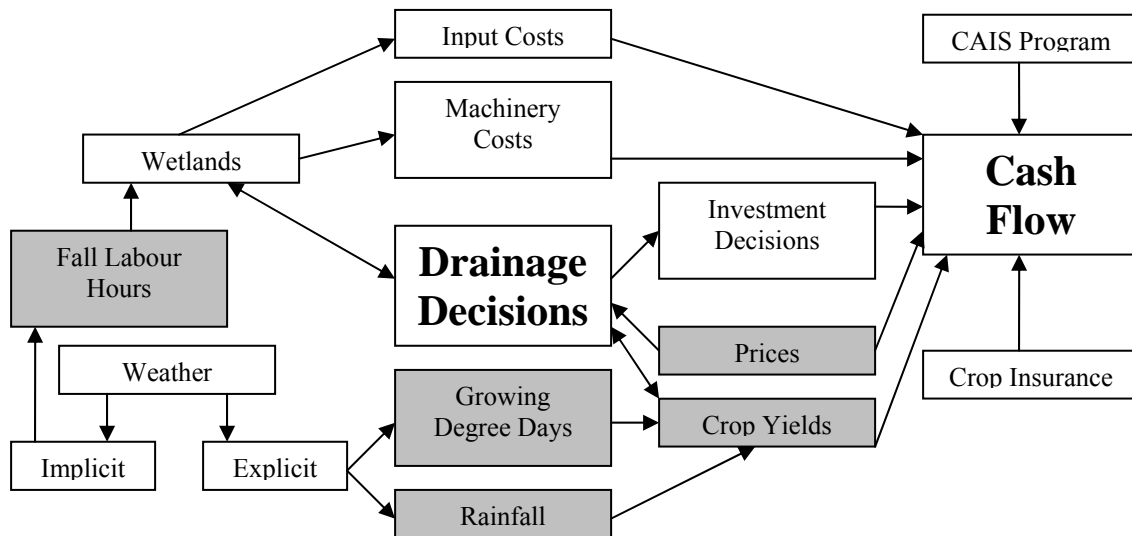 Input Costs
CAIS Program
Machinery
Costs
Wetlands
Cash
Flow
Investment
Decisions
Fall Labour
Hours
Drainage
Decisions
Prices
Weather
Crop Insurance
Growing
Degree Days
Crop Yields
Implicit
Explicit
Rainfall